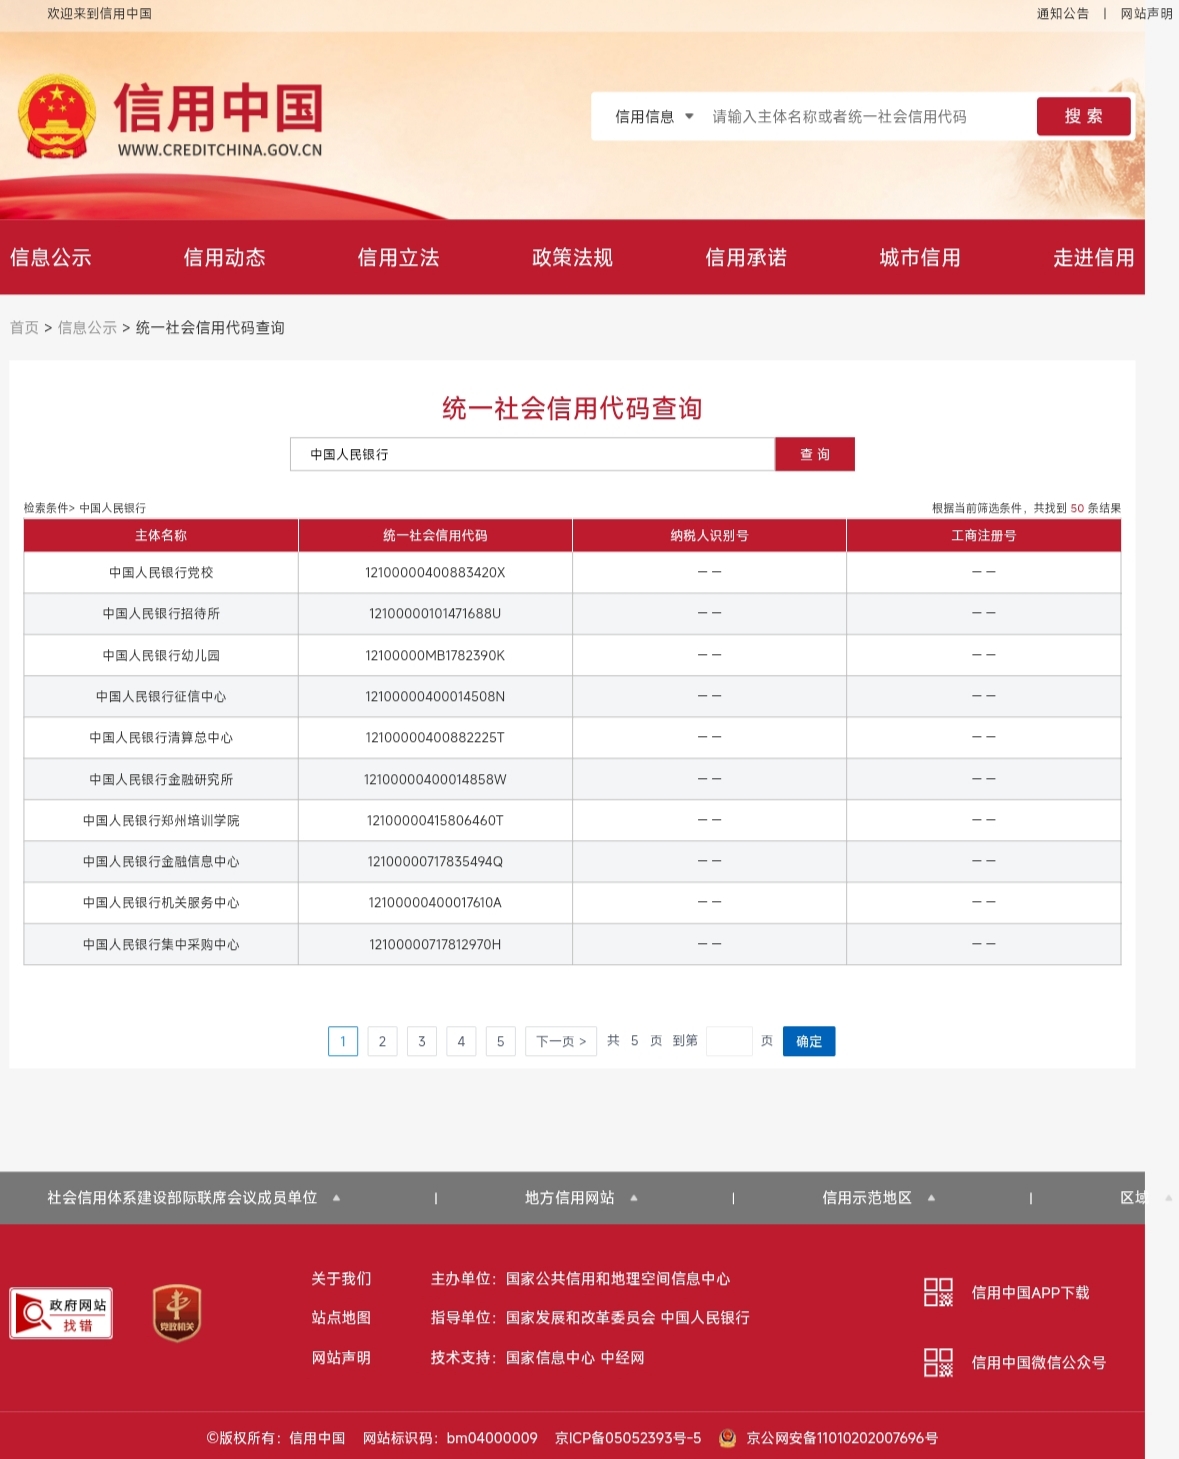 欢迎来到信用中国
通知公告 | 网站声明
信用中国
WWW.CREDITCHINA.GOV.CN
信用信息 请输入主体名称或者统一社会信用代码 搜 索
信息公示 信用动态 信用立法 政策法规 信用承诺 城市信用 走进信用
首页 > 信息公示 > 统一社会信用代码查询
统一社会信用代码查询
中国人民银行 查 询
检索条件> 中国人民银行 根据当前筛选条件，共找到 50 条结果
主体名称 统一社会信用代码 纳税人识别号 工商注册号
中国人民银行党校 12100000400883420X — — — —
中国人民银行招待所 12100000101471688U — — — —
中国人民银行幼儿园 12100000MB1782390K — — — —
中国人民银行征信中心 12100000400014508N — — — —
中国人民银行清算总中心 12100000400882225T — — — —
中国人民银行金融研究所 12100000400014858W — — — —
中国人民银行郑州培训学院 12100000415806460T — — — —
中国人民银行金融信息中心 12100000717835494Q — — — —
中国人民银行机关服务中心 12100000400017610A — — — —
中国人民银行集中采购中心 12100000717812970H — — — —
1 2 3 4 5 下一页 > 共 5 页 到第 页 确定
社会信用体系建设部际联席会议成员单位 | 地方信用网站 | 信用示范地区 | 区域
政府网站
找错
党政机关
关于我们
站点地图
网站声明
主办单位：国家公共信用和地理空间信息中心
指导单位：国家发展和改革委员会 中国人民银行
技术支持：国家信息中心 中经网
信用中国APP下载
信用中国微信公众号
©版权所有：信用中国 网站标识码：bm04000009 京ICP备05052393号-5 京公网安备11010202007696号